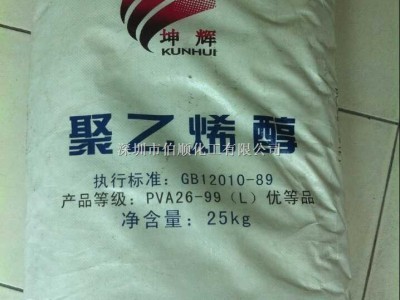 坤辉
KUNHUI
聚乙烯醇
深圳市伯顺化工有限公司
执行标准：GB12010-89
产品等级：PVA26-99（L）优等品
净含量：25kg